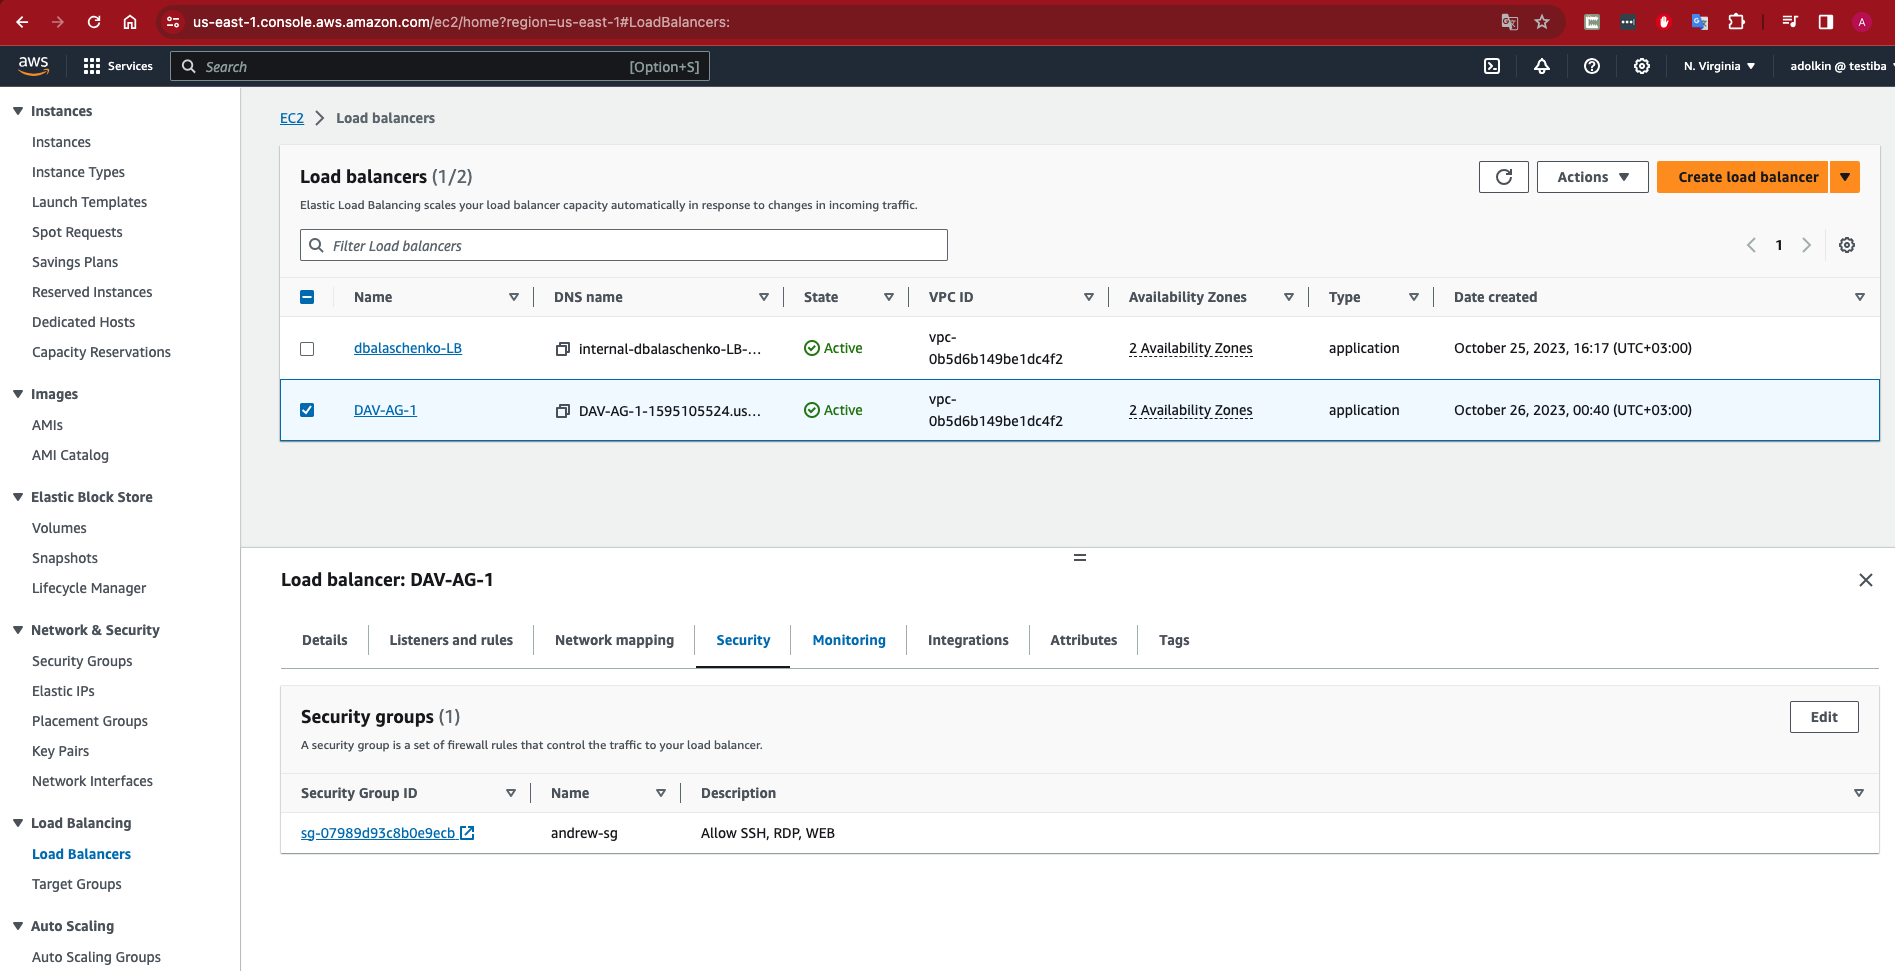 us-east-1.console.aws.amazon.com/ec2/home?region=us-east-1#LoadBalancers:
A
aws
Services
Search
[Option+S]
N. Virginia
adolkin @ testiba
Instances
Instances
Instance Types
Launch Templates
Spot Requests
Savings Plans
Reserved Instances
Dedicated Hosts
Capacity Reservations
Images
AMIs
AMI Catalog
Elastic Block Store
Volumes
Snapshots
Lifecycle Manager
Network & Security
Security Groups
Elastic IPs
Placement Groups
Key Pairs
Network Interfaces
Load Balancing
Load Balancers
Target Groups
Auto Scaling
Auto Scaling Groups
EC2 > Load balancers
Load balancers (1/2)
Elastic Load Balancing scales your load balancer capacity automatically in response to changes in incoming traffic.
Actions
Create load balancer
Filter Load balancers
1
Name DNS name State VPC ID Availability Zones Type Date created
dbalaschenko-LB internal-dbalaschenko-LB-... Active vpc-0b5d6b149be1dc4f2 2 Availability Zones application October 25, 2023, 16:17 (UTC+03:00)
DAV-AG-1 DAV-AG-1-1595105524.us... Active vpc-0b5d6b149be1dc4f2 2 Availability Zones application October 26, 2023, 00:40 (UTC+03:00)
Load balancer: DAV-AG-1
Details Listeners and rules Network mapping Security Monitoring Integrations Attributes Tags
Security groups (1)
Edit
A security group is a set of firewall rules that control the traffic to your load balancer.
Security Group ID Name Description
sg-07989d93c8b0e9ecb andrew-sg Allow SSH, RDP, WEB